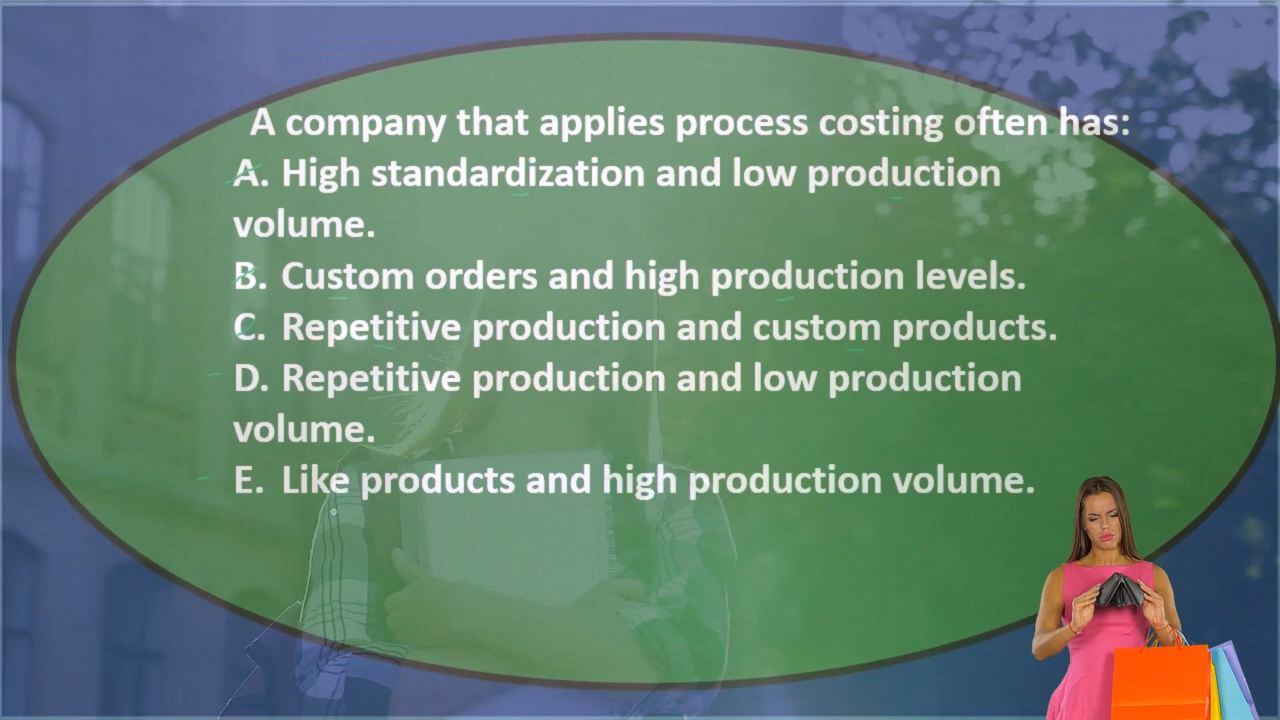 A company that applies process costing often has:
A. High standardization and low production
volume.
B. Custom orders and high production levels.
C. Repetitive production and custom products.
D. Repetitive production and low production
volume.
E. Like products and high production volume.